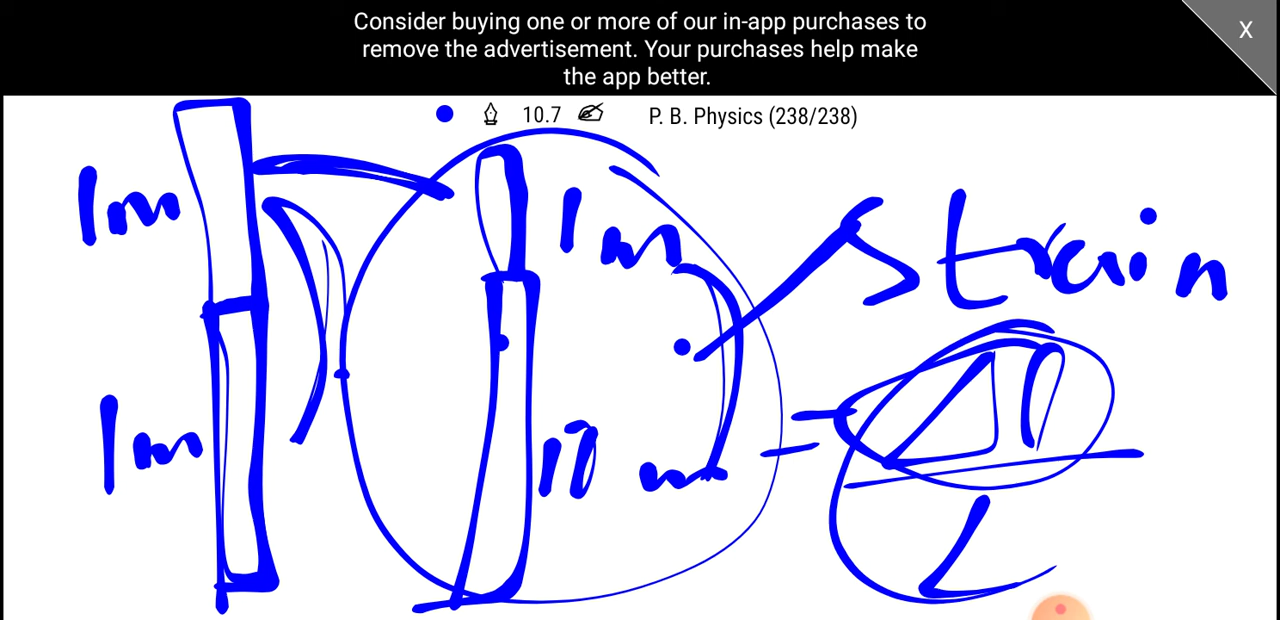 Consider buying one or more of our in-app purchases to
remove the advertisement. Your purchases help make
the app better.
X
10.7 P. B. Physics (238/238)
1m
1m
1m
10 m
Strain
= Δl
L